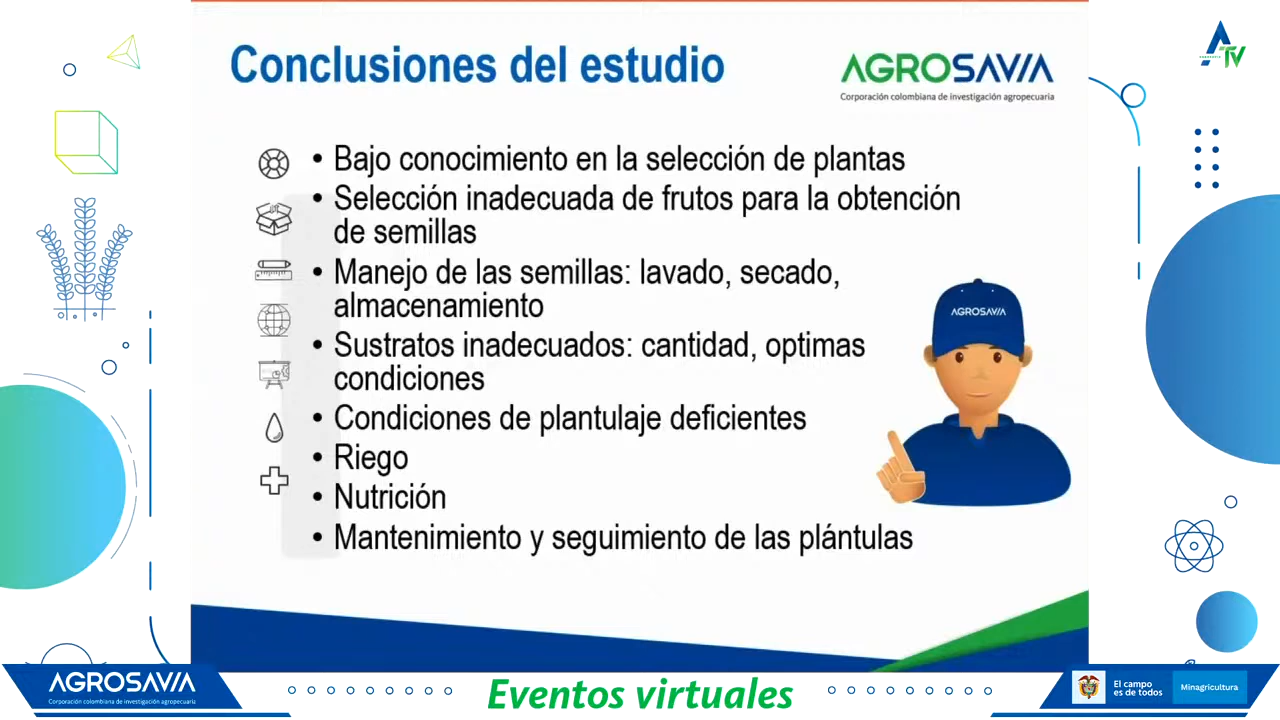 Conclusiones del estudio
AGROSAVIA
Corporación colombiana de investigación agropecuaria
ATV
• Bajo conocimiento en la selección de plantas
• Selección inadecuada de frutos para la obtención
de semillas
• Manejo de las semillas: lavado, secado,
almacenamiento
• Sustratos inadecuados: cantidad, optimas
condiciones
• Condiciones de plantulaje deficientes
• Riego
• Nutrición
• Mantenimiento y seguimiento de las plántulas
AGROSAVIA
AGROSAVIA
Corporación colombiana de investigación agropecuaria
Eventos virtuales
El campo
es de todos
Minagricultura